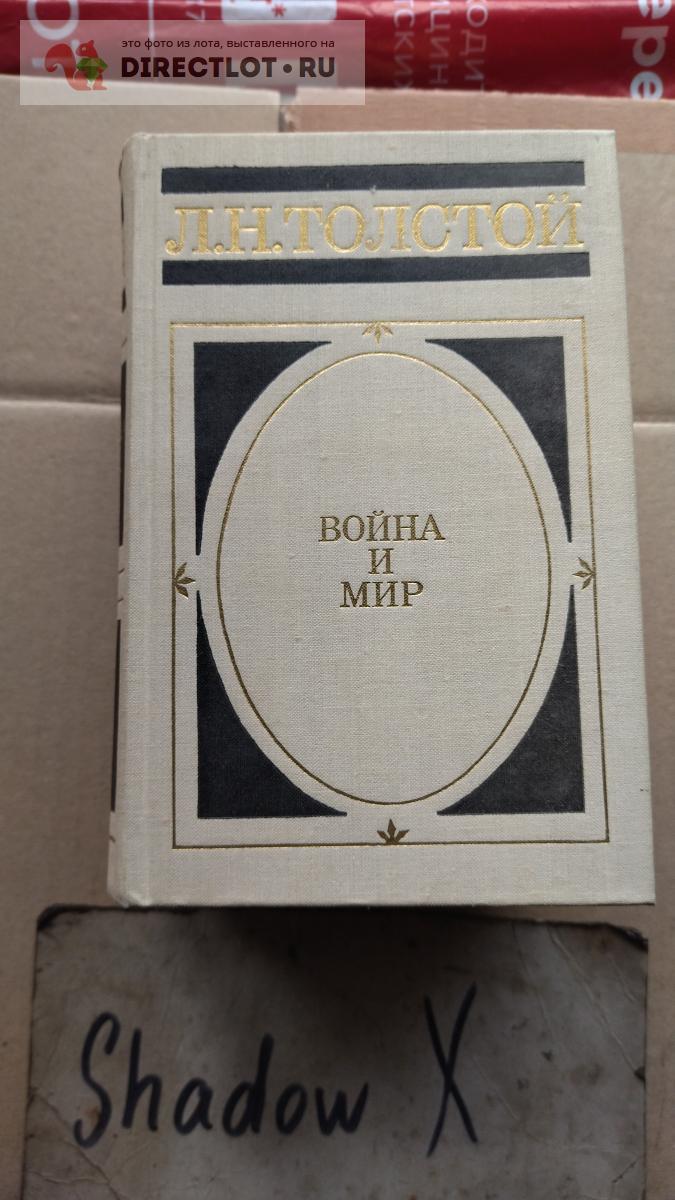 это фото из лота, выставленного на
DIRECTLOT.RU
Л.Н.ТОЛСТОЙ
ВОЙНА
И
МИР
Shadow X